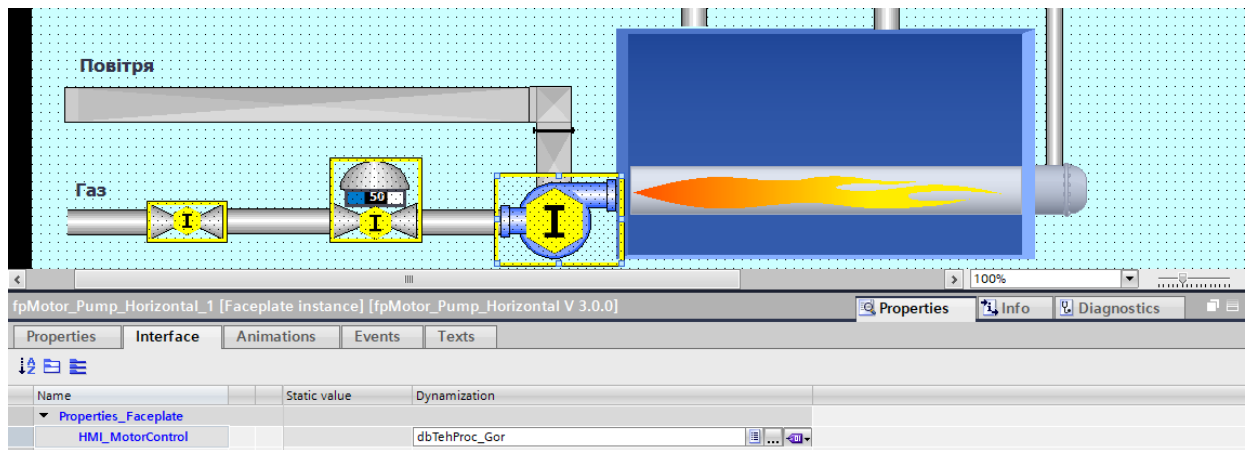 Повітря
Газ
50
I
I
I
100%
fpMotor_Pump_Horizontal_1 [Faceplate instance] [fpMotor_Pump_Horizontal V 3.0.0]
Properties
Info
Diagnostics
Properties
Interface
Animations
Events
Texts
Name
Static value
Dynamization
Properties_Faceplate
HMI_MotorControl
dbTehProc_Gor
...